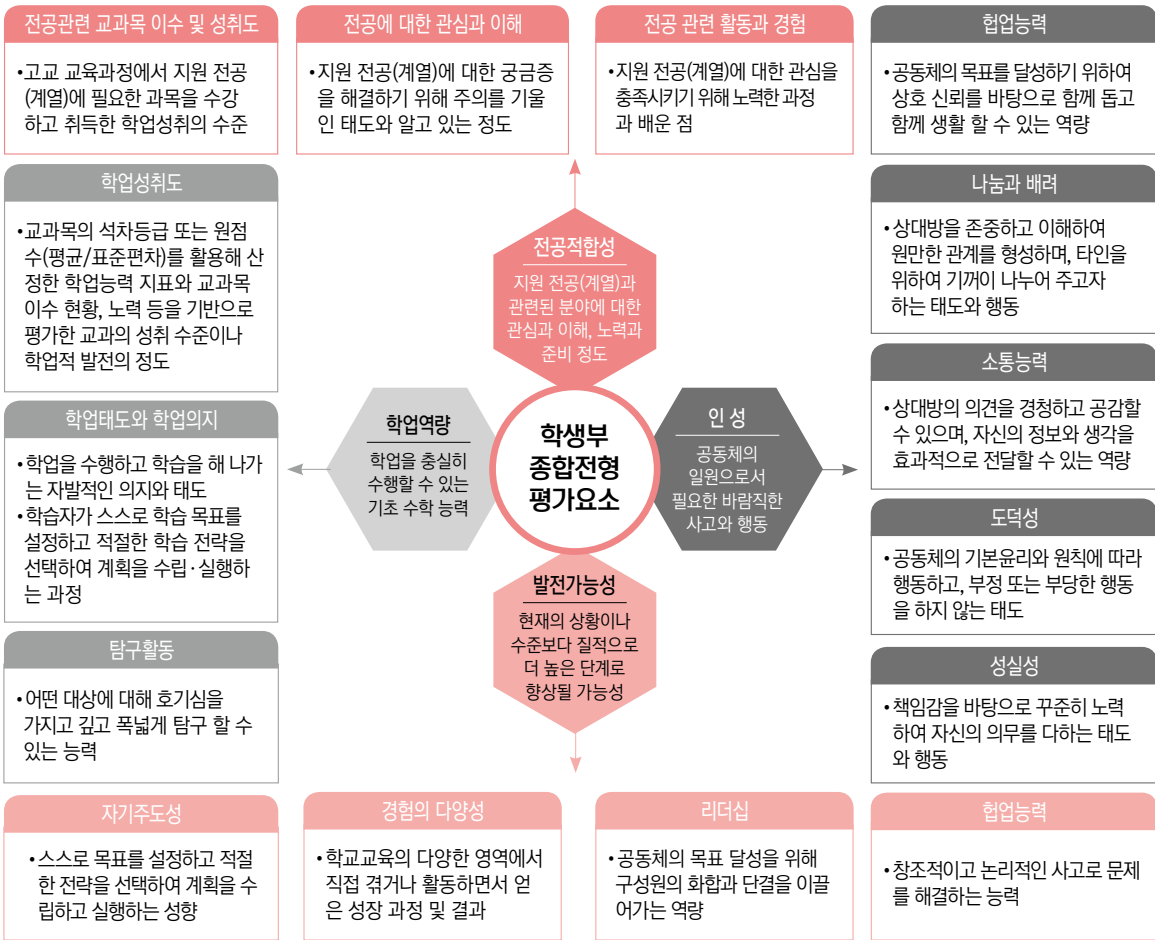 전공관련 교과목 이수 및 성취도
•고교 교육과정에서 지원 전공
(계열)에 필요한 과목을 수강
하고 취득한 학업성취의 수준
전공에 대한 관심과 이해
•지원 전공(계열)에 대한 궁금증
을 해결하기 위해 주의를 기울
인 태도와 알고 있는 정도
전공 관련 활동과 경험
•지원 전공(계열)에 대한 관심을
충족시키기 위해 노력한 과정
과 배운 점
헙업능력
•공동체의 목표를 달성하기 위하여
상호 신뢰를 바탕으로 함께 돕고
함께 생활 할 수 있는 역량
학업성취도
•교과목의 석차등급 또는 원점
수(평균/표준편차)를 활용해 산
정한 학업능력 지표와 교과목
이수 현황, 노력 등을 기반으로
평가한 교과의 성취 수준이나
학업적 발전의 정도
학업태도와 학업의지
•학업을 수행하고 학습을 해 나가
는 자발적인 의지와 태도
•학습자가 스스로 학습 목표를
설정하고 적절한 학습 전략을
선택하여 계획을 수립·실행하
는 과정
탐구활동
•어떤 대상에 대해 호기심을
가지고 깊고 폭넓게 탐구 할 수
있는 능력
전공적합성
지원 전공(계열)과
관련된 분야에 대한
관심과 이해, 노력과
준비 정도
학업역량
학업을 충실히
수행할 수 있는
기초 수학 능력
학생부
종합전형
평가요소
인 성
공동체의
일원으로서
필요한 바람직한
사고와 행동
발전가능성
현재의 상황이나
수준보다 질적으로
더 높은 단계로
향상될 가능성
나눔과 배려
•상대방을 존중하고 이해하여
원만한 관계를 형성하며, 타인을
위하여 기꺼이 나누어 주고자
하는 태도와 행동
소통능력
•상대방의 의견을 경청하고 공감할
수 있으며, 자신의 정보와 생각을
효과적으로 전달할 수 있는 역량
도덕성
•공동체의 기본윤리와 원칙에 따라
행동하고, 부정 또는 부당한 행동
을 하지 않는 태도
성실성
•책임감을 바탕으로 꾸준히 노력
하여 자신의 의무를 다하는 태도
와 행동
자기주도성
•스스로 목표를 설정하고 적절
한 전략을 선택하여 계획을 수
립하고 실행하는 성향
경험의 다양성
•학교교육의 다양한 영역에서
직접 겪거나 활동하면서 얻
은 성장 과정 및 결과
리더십
•공동체의 목표 달성을 위해
구성원의 화합과 단결을 이끌
어가는 역량
헙업능력
•창조적이고 논리적인 사고로 문제
를 해결하는 능력